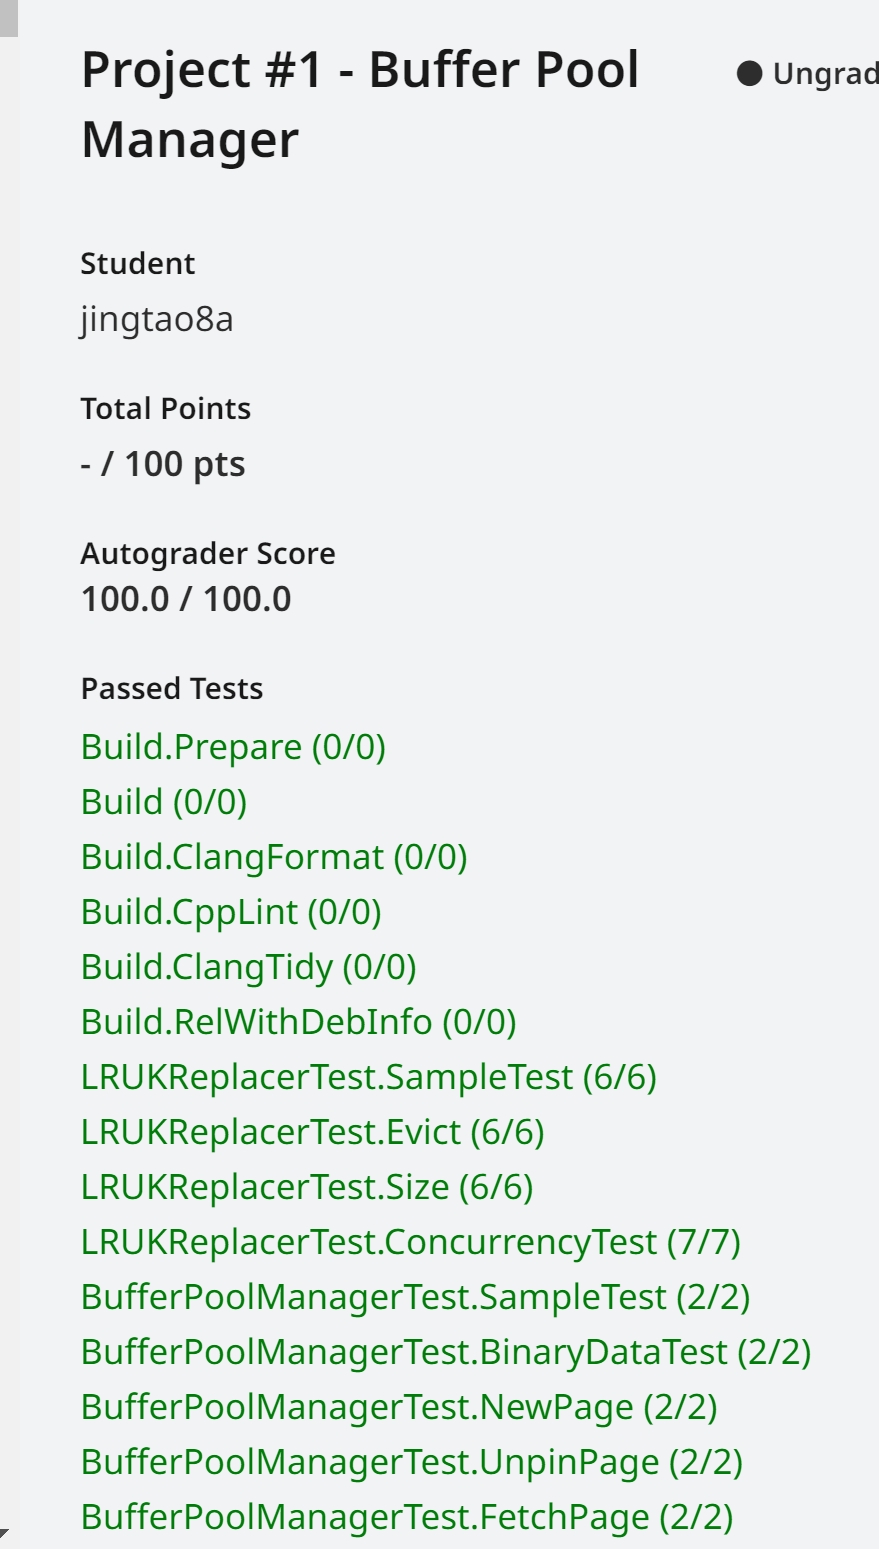 Project #1 - Buffer Pool
Manager
Ungrad
Student
jingtao8a
Total Points
- / 100 pts
Autograder Score
100.0 / 100.0
Passed Tests
Build.Prepare (0/0)
Build (0/0)
Build.ClangFormat (0/0)
Build.CppLint (0/0)
Build.ClangTidy (0/0)
Build.RelWithDebInfo (0/0)
LRUKReplacerTest.SampleTest (6/6)
LRUKReplacerTest.Evict (6/6)
LRUKReplacerTest.Size (6/6)
LRUKReplacerTest.ConcurrencyTest (7/7)
BufferPoolManagerTest.SampleTest (2/2)
BufferPoolManagerTest.BinaryDataTest (2/2)
BufferPoolManagerTest.NewPage (2/2)
BufferPoolManagerTest.UnpinPage (2/2)
BufferPoolManagerTest.FetchPage (2/2)